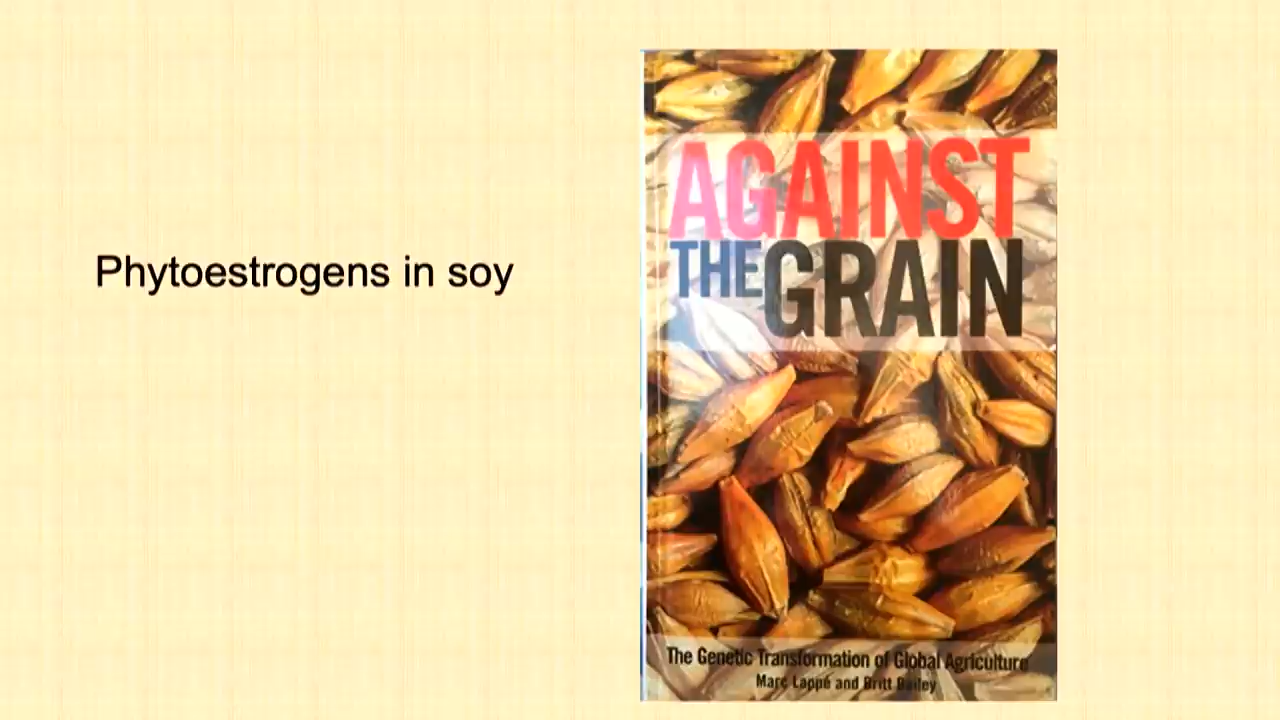 Phytoestrogens in soy
AGAINST
THE GRAIN
The Genetic Transformation of Global Agriculture
Marc Lappé and Britt Bailey